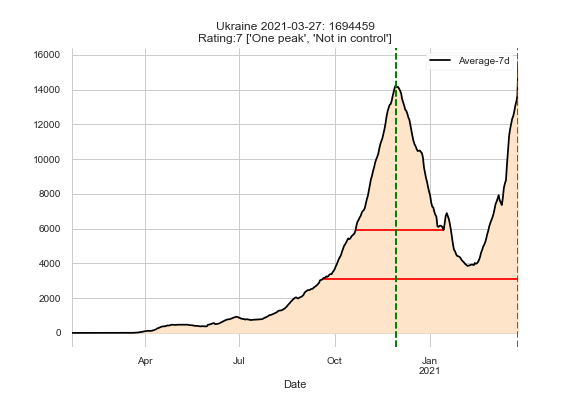 Ukraine 2021-03-27: 1694459
Rating:7 ['One peak', 'Not in control']
Average-7d
16000
14000
12000
10000
8000
6000
4000
2000
0
Apr
Jul
Oct
Jan
2021
Date